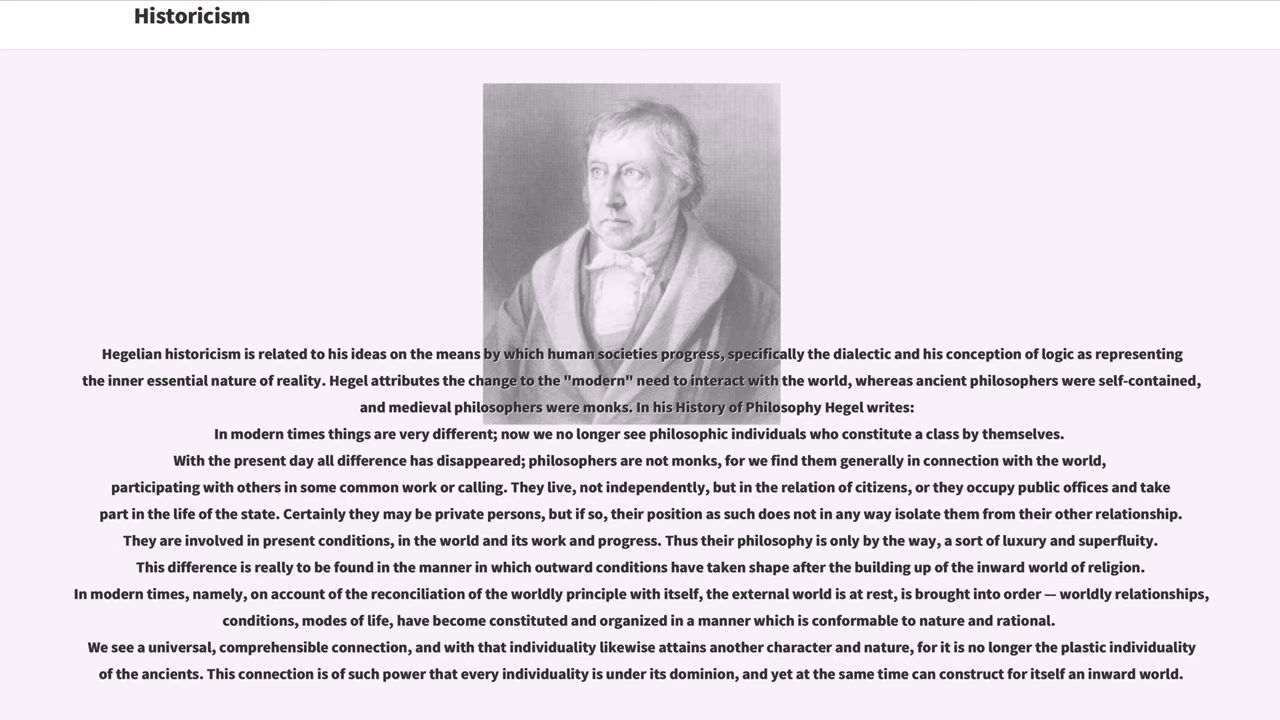 Historicism
Hegelian historicism is related to his ideas on the means by which human societies progress, specifically the dialectic and his conception of logic as representing
the inner essential nature of reality. Hegel attributes the change to the "modern" need to interact with the world, whereas ancient philosophers were self-contained,
and medieval philosophers were monks. In his History of Philosophy Hegel writes:
In modern times things are very different; now we no longer see philosophic individuals who constitute a class by themselves.
With the present day all difference has disappeared; philosophers are not monks, for we find them generally in connection with the world,
participating with others in some common work or calling. They live, not independently, but in the relation of citizens, or they occupy public offices and take
part in the life of the state. Certainly they may be private persons, but if so, their position as such does not in any way isolate them from their other relationship.
They are involved in present conditions, in the world and its work and progress. Thus their philosophy is only by the way, a sort of luxury and superfluity.
This difference is really to be found in the manner in which outward conditions have taken shape after the building up of the inward world of religion.
In modern times, namely, on account of the reconciliation of the worldly principle with itself, the external world is at rest, is brought into order — worldly relationships,
conditions, modes of life, have become constituted and organized in a manner which is conformable to nature and rational.
We see a universal, comprehensible connection, and with that individuality likewise attains another character and nature, for it is no longer the plastic individuality
of the ancients. This connection is of such power that every individuality is under its dominion, and yet at the same time can construct for itself an inward world.